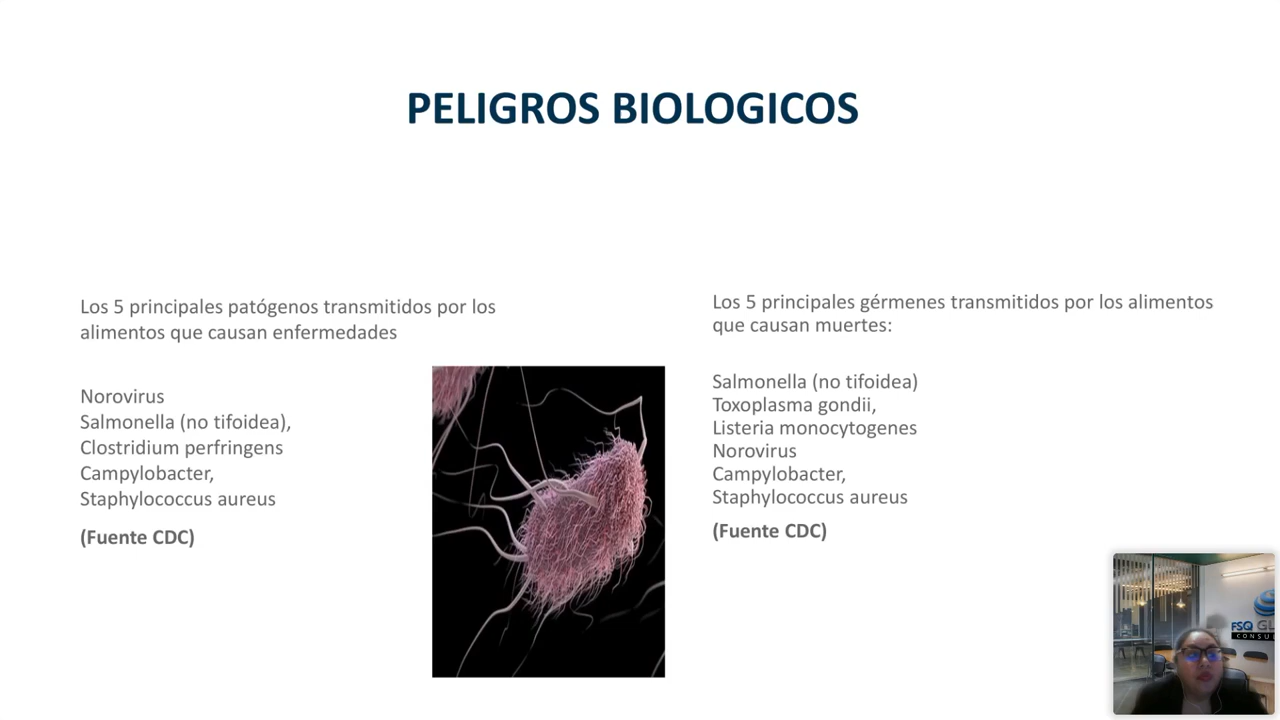 PELIGROS BIOLOGICOS
Los 5 principales patógenos transmitidos por los
alimentos que causan enfermedades
Norovirus
Salmonella (no tifoidea),
Clostridium perfringens
Campylobacter,
Staphylococcus aureus
(Fuente CDC)
Los 5 principales gérmenes transmitidos por los alimentos
que causan muertes:
Salmonella (no tifoidea)
Toxoplasma gondii,
Listeria monocytogenes
Norovirus
Campylobacter,
Staphylococcus aureus
(Fuente CDC)
FSQ GL
CONSU